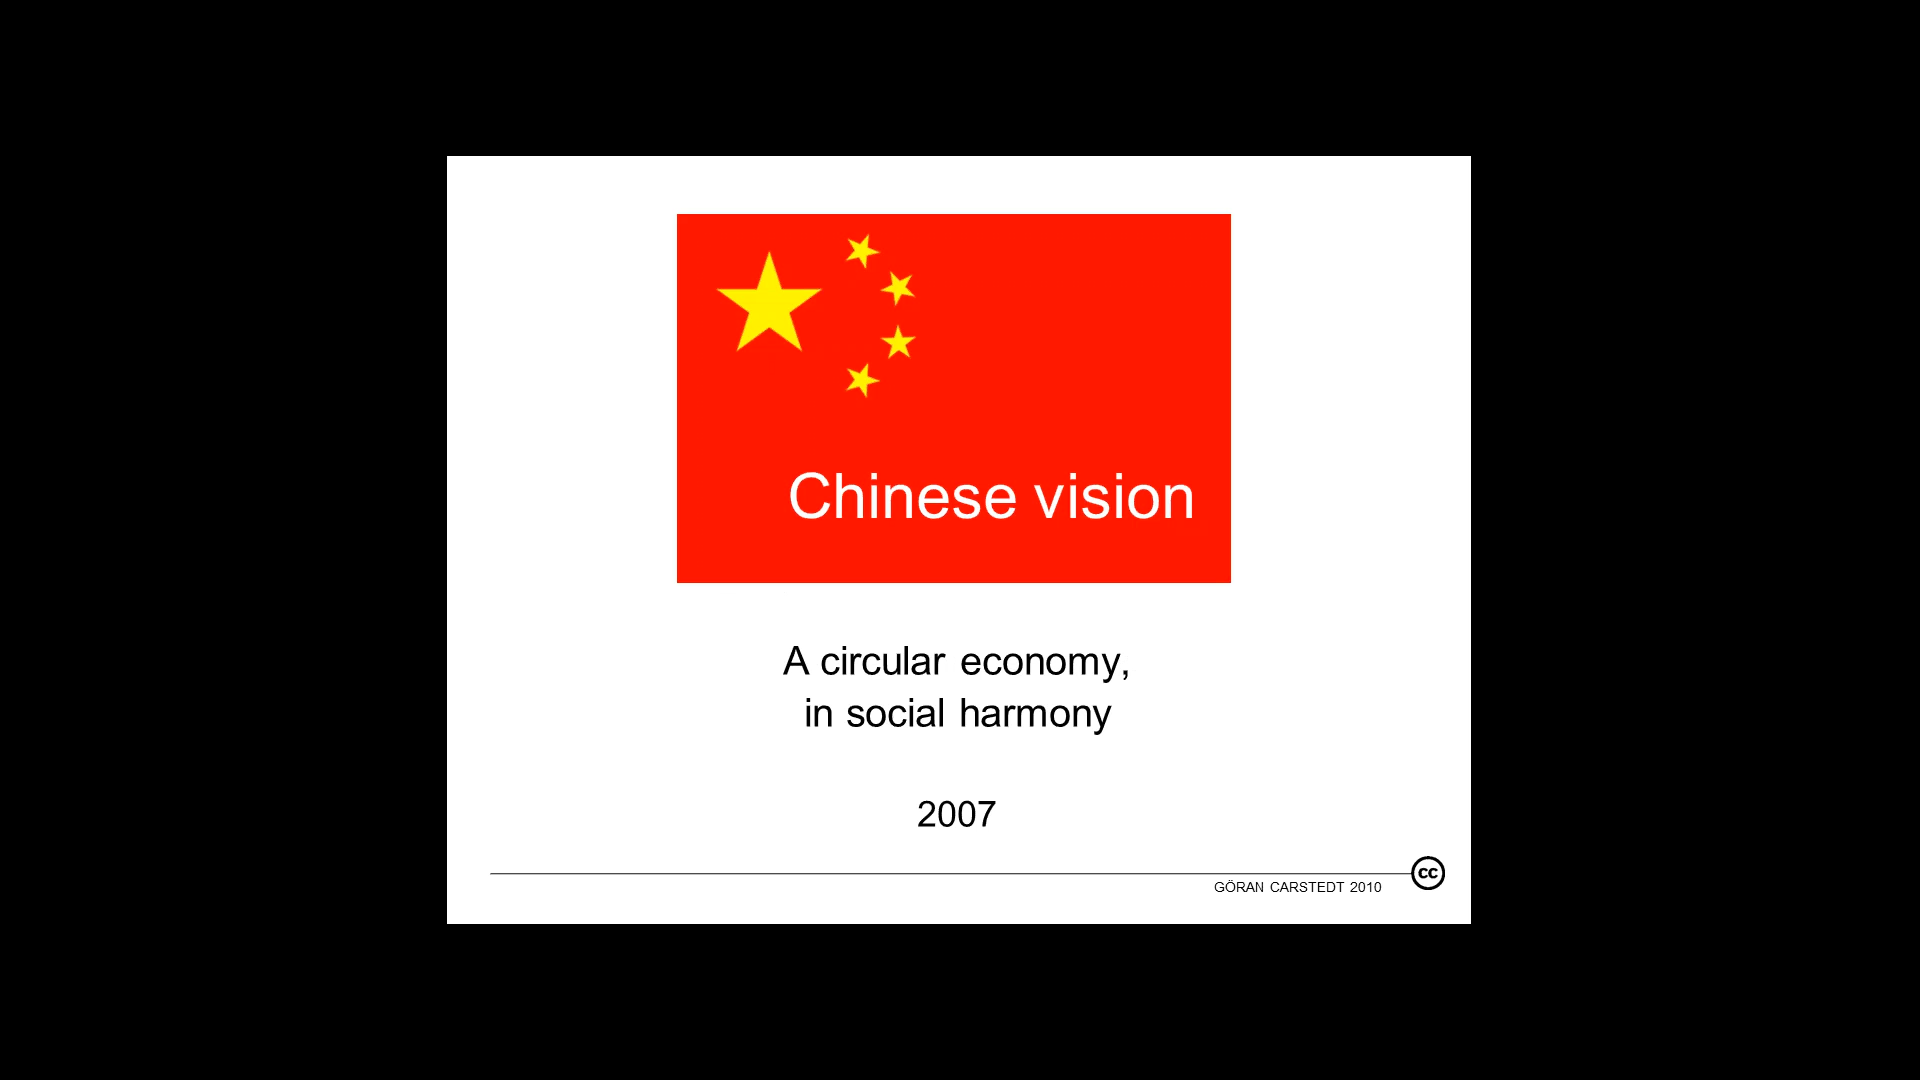 Chinese vision
A circular economy,
in social harmony
2007
GÖRAN CARSTEDT 2010
cc